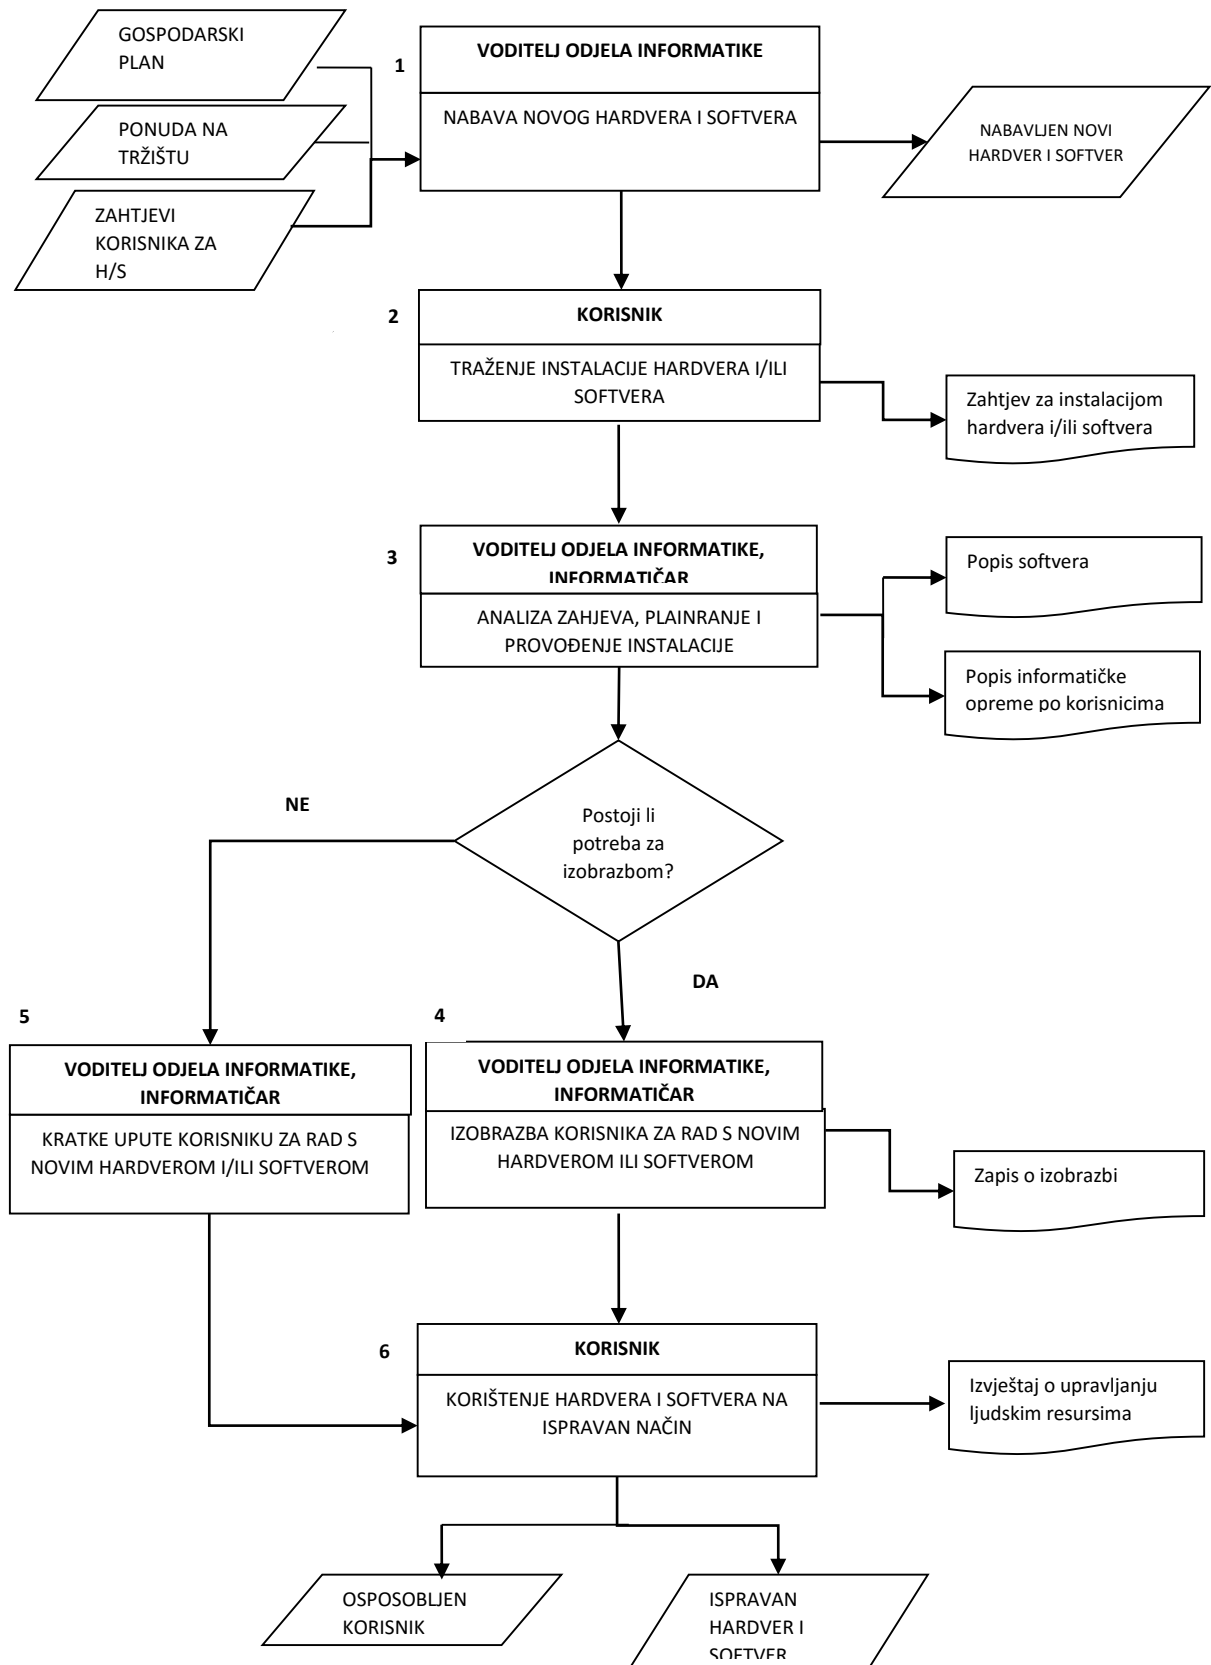 GOSPODARSKI
PLAN
PONUDA NA
TRŽIŠTU
ZAHTJEVI
KORISNIKA ZA
H/S
1
VODITELJ ODJELA INFORMATIKE
NABAVA NOVOG HARDVERA I SOFTVERA
NABAVLJEN NOVI
HARDVER I SOFTVER
2
KORISNIK
TRAŽENJE INSTALACIJE HARDVERA I/ILI
SOFTVERA
Zahtjev za instalacijom
hardvera i/ili softvera
3
VODITELJ ODJELA INFORMATIKE,
INFORMATIČAR
ANALIZA ZAHJEVA, PLAINRANJE I
PROVOĐENJE INSTALACIJE
Popis softvera
Popis informatičke
opreme po korisnicima
Postoji li
potreba za
izobrazbom?
NE
DA
5
VODITELJ ODJELA INFORMATIKE,
INFORMATIČAR
KRATKE UPUTE KORISNIKU ZA RAD S
NOVIM HARDVEROM I/ILI SOFTVEROM
4
VODITELJ ODJELA INFORMATIKE,
INFORMATIČAR
IZOBRAZBA KORISNIKA ZA RAD S NOVIM
HARDVEROM ILI SOFTVEROM
Zapis o izobrazbi
6
KORISNIK
KORIŠTENJE HARDVERA I SOFTVERA NA
ISPRAVAN NAČIN
Izvještaj o upravljanju
ljudskim resursima
OSPOSOBLJEN
KORISNIK
ISPRAVAN
HARDVER I
SOFTVER